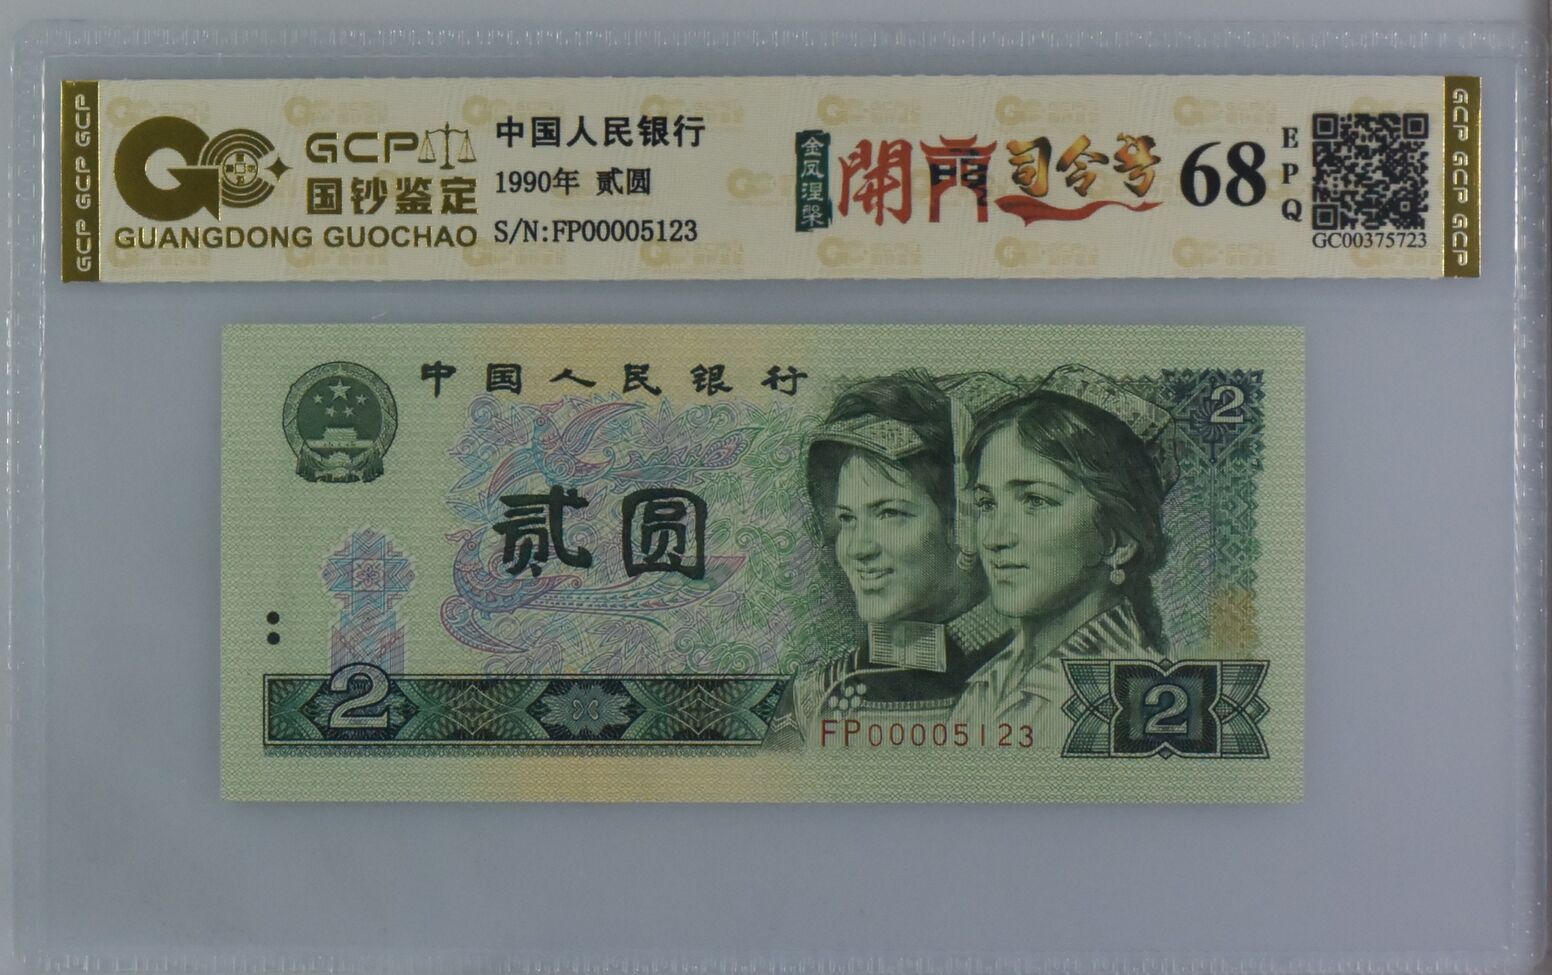 GCP GCP GCP
GCP
国钞鉴定
GUANGDONG GUOCHAO
中国人民银行
1990年 贰圆
S/N:FP00005123
金凤涅槃
開門司令号
68
EPQ
GC00375723
GCP GCP GCP
中国人民银行
2
贰圆
2
FP00005123
2